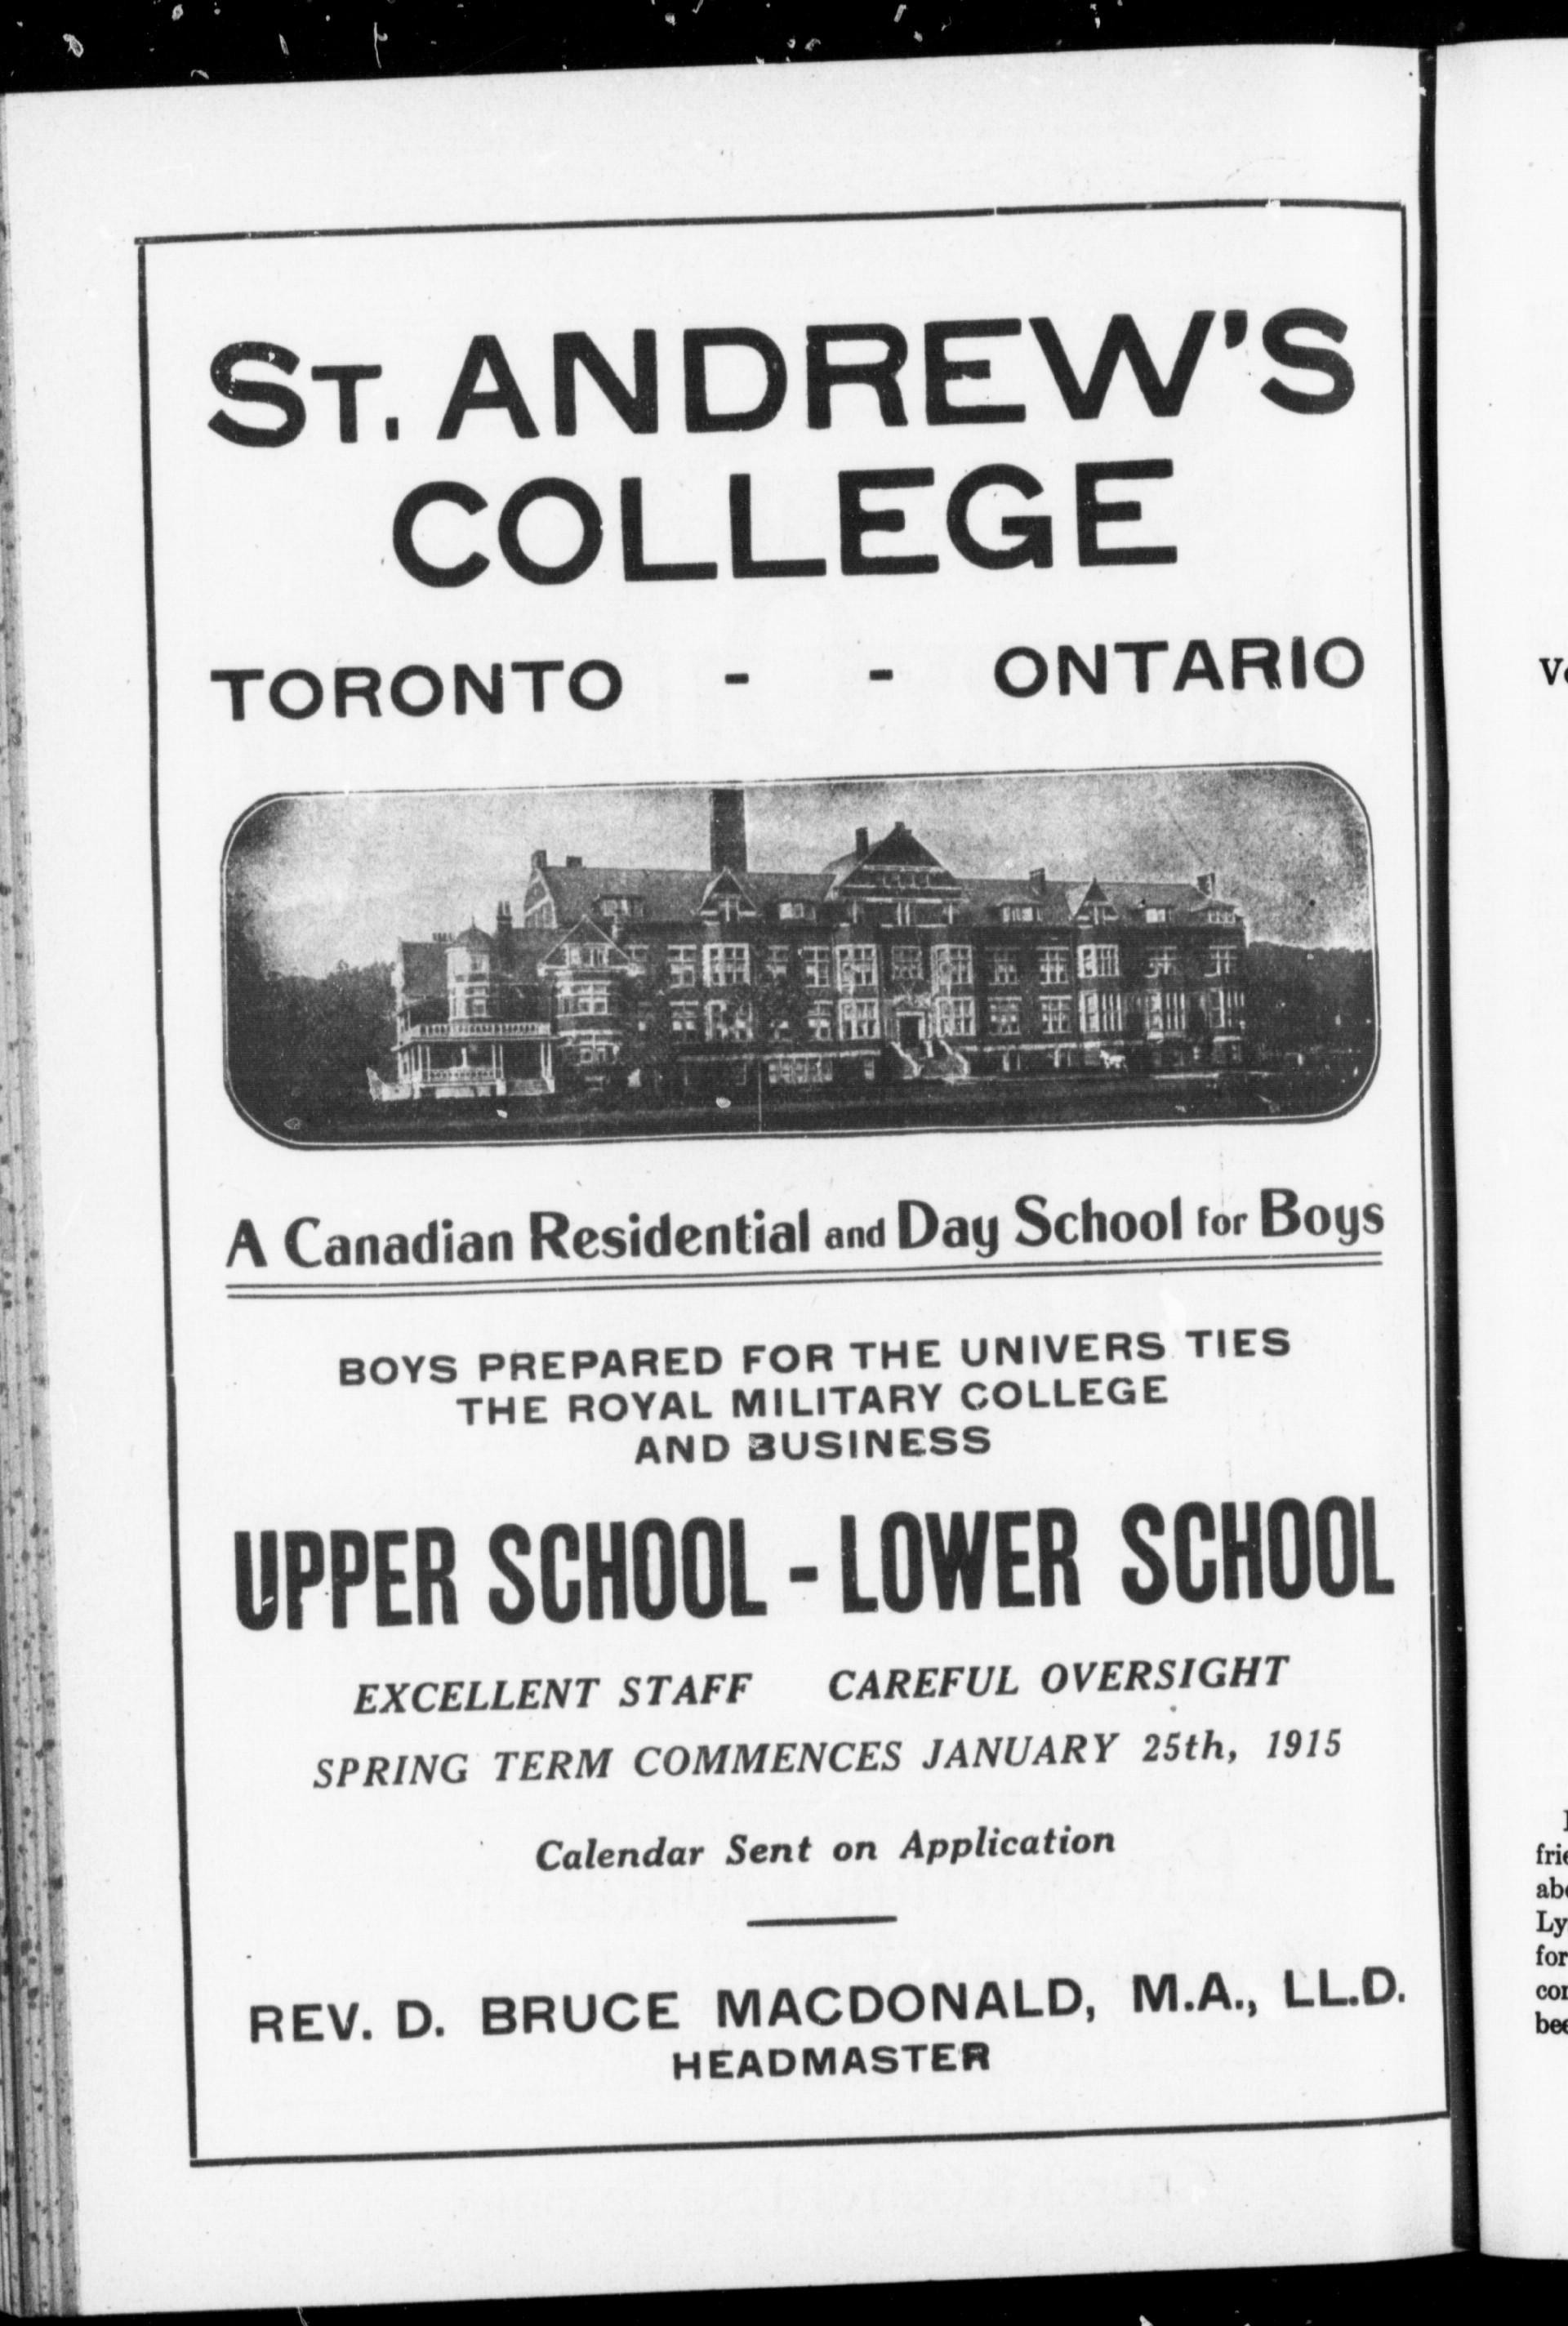 ST. ANDREW'S
COLLEGE
TORONTO - - ONTARIO
A Canadian Residential and Day School for Boys
BOYS PREPARED FOR THE UNIVERS TIES
THE ROYAL MILITARY COLLEGE
AND BUSINESS
UPPER SCHOOL - LOWER SCHOOL
EXCELLENT STAFF CAREFUL OVERSIGHT
SPRING TERM COMMENCES JANUARY 25th, 1915
Calendar Sent on Application
REV. D. BRUCE MACDONALD, M.A., LL.D.
HEADMASTER